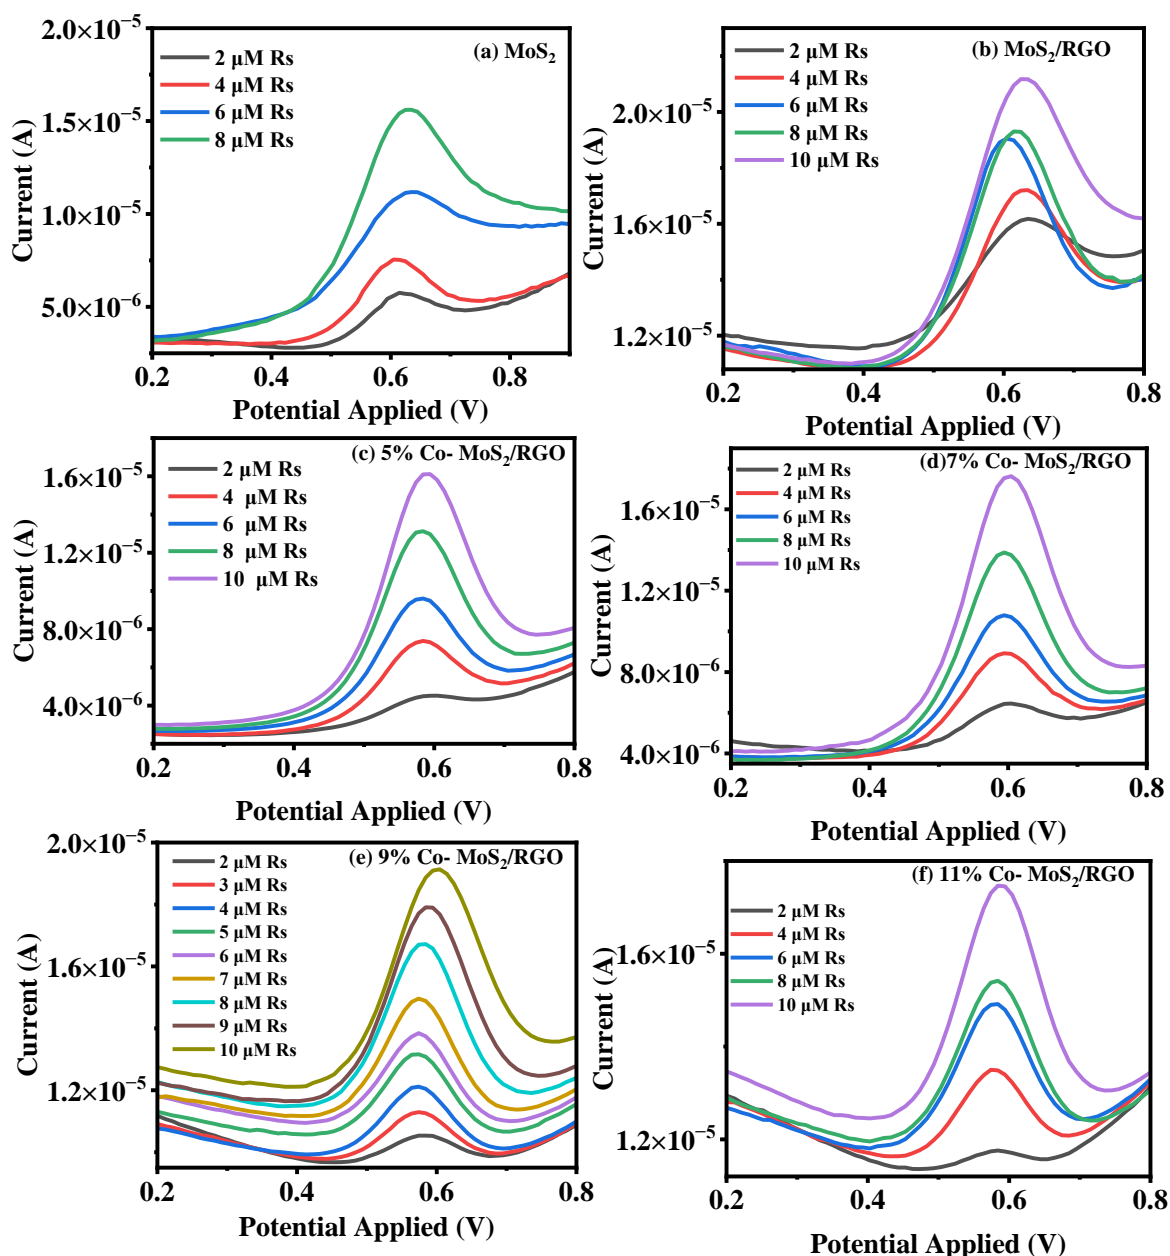 (a) MoS₂
2 µM Rs
4 µM Rs
6 µM Rs
8 µM Rs
2.0×10⁻⁵
1.5×10⁻⁵
1.0×10⁻⁵
5.0×10⁻⁶
Current (A)
0.2 0.4 0.6 0.8
Potential Applied (V)
(b) MoS₂/RGO
2 µM Rs
4 µM Rs
6 µM Rs
8 µM Rs
10 µM Rs
2.0×10⁻⁵
1.6×10⁻⁵
1.2×10⁻⁵
Current (A)
0.2 0.4 0.6 0.8
Potential Applied (V)
(c) 5% Co- MoS₂/RGO
2 µM Rs
4 µM Rs
6 µM Rs
8 µM Rs
10 µM Rs
1.6×10⁻⁵
1.2×10⁻⁵
8.0×10⁻⁶
4.0×10⁻⁶
Current (A)
0.2 0.4 0.6 0.8
Potential Applied (V)
(d)7% Co- MoS₂/RGO
2 µM Rs
4 µM Rs
6 µM Rs
8 µM Rs
10 µM Rs
1.6×10⁻⁵
1.2×10⁻⁵
8.0×10⁻⁶
4.0×10⁻⁶
Current (A)
0.2 0.4 0.6 0.8
Potential Applied (V)
(e) 9% Co- MoS₂/RGO
2 µM Rs
3 µM Rs
4 µM Rs
5 µM Rs
6 µM Rs
7 µM Rs
8 µM Rs
9 µM Rs
10 µM Rs
2.0×10⁻⁵
1.6×10⁻⁵
1.2×10⁻⁵
Current (A)
0.2 0.4 0.6 0.8
Potential Applied (V)
(f) 11% Co- MoS₂/RGO
2 µM Rs
4 µM Rs
6 µM Rs
8 µM Rs
10 µM Rs
1.6×10⁻⁵
1.2×10⁻⁵
Current (A)
0.2 0.4 0.6 0.8
Potential Applied (V)